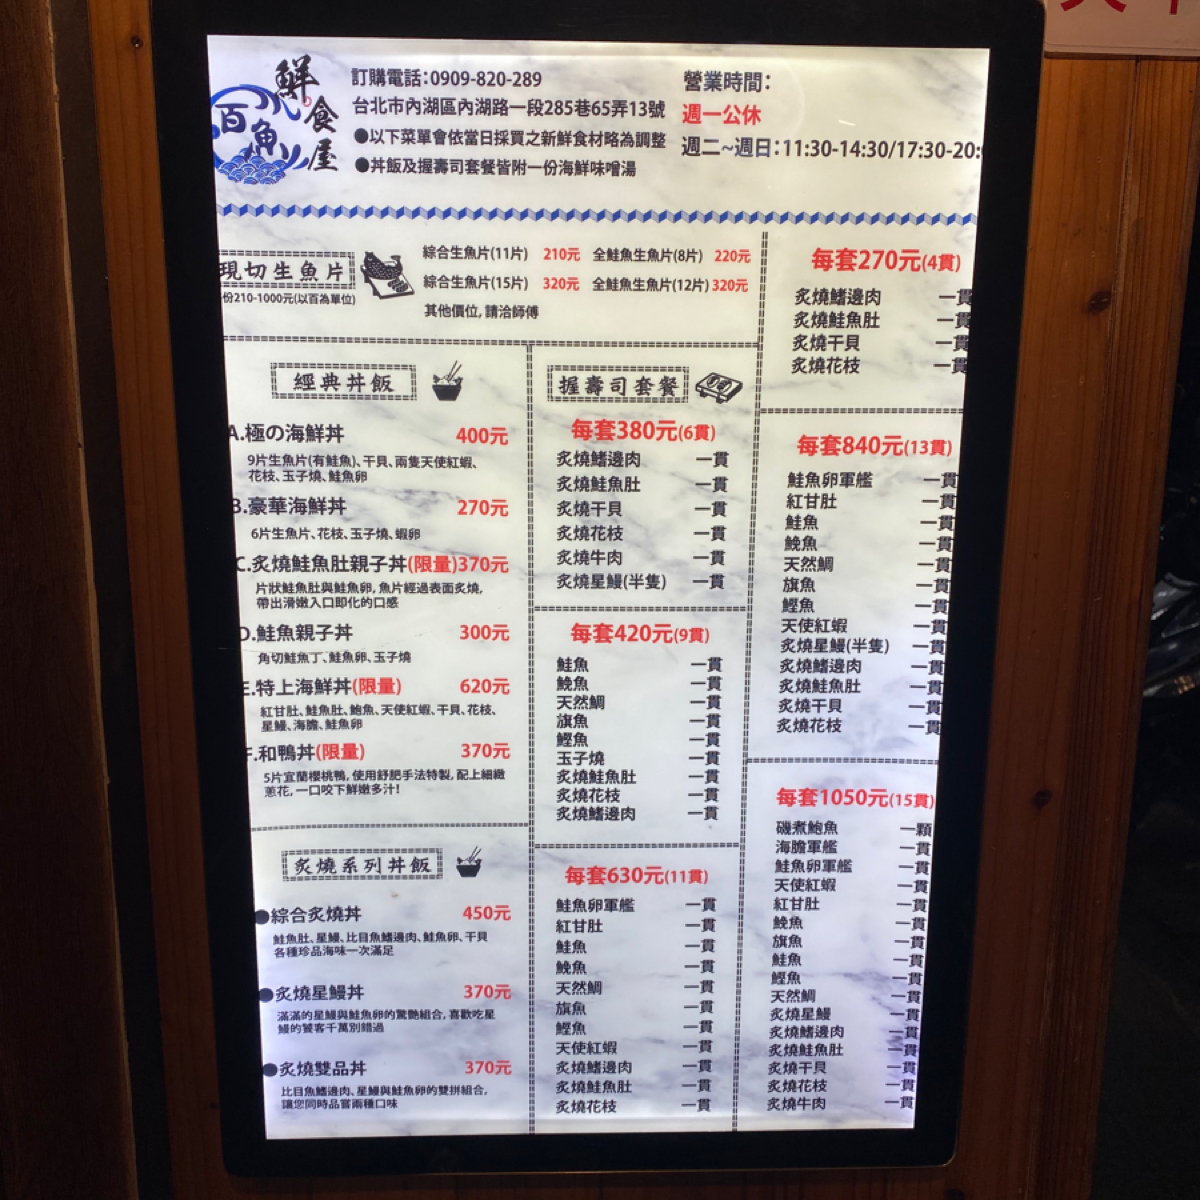 百魚
鮮食屋
訂購電話:0909-820-289
台北市內湖區內湖路一段285巷65弄13號
●以下菜單會依當日採買之新鮮食材略為調整
●丼飯及握壽司套餐皆附一份海鮮味噌湯
營業時間:
週一公休
週二~週日:11:30-14:30/17:30-20:
現切生魚片
份210-1000元(以百為單位)
綜合生魚片(11片) 210元 全鮭魚生魚片(8片) 220元
綜合生魚片(15片) 320元 全鮭魚生魚片(12片) 320元
其他價位,請洽師傅
經典丼飯
A.極の海鮮丼 400元
9片生魚片(有鮭魚)、干貝、兩隻天使紅蝦、
花枝、玉子燒、鮭魚卵
B.豪華海鮮丼 270元
6片生魚片、花枝、玉子燒、蝦卵
C.炙燒鮭魚肚親子丼(限量)370元
片狀鮭魚肚與鮭魚卵,魚片經過表面炙燒,
帶出滑嫩入口即化的口感
D.鮭魚親子丼 300元
角切鮭魚丁、鮭魚卵、玉子燒
E.特上海鮮丼(限量) 620元
紅甘肚、鮭魚肚、鮑魚、天使紅蝦、干貝、花枝、
星鰻、海膽、鮭魚卵
F.和鴨丼(限量) 370元
5片宜蘭櫻桃鴨,使用舒肥手法特製,配上細緻
蔥花,一口咬下鮮嫩多汁!
炙燒系列丼飯
●綜合炙燒丼 450元
鮭魚肚、星鰻、比目魚鰭邊肉、鮭魚卵、干貝
各種珍品海味一次滿足
●炙燒星鰻丼 370元
滿滿的星鰻與鮭魚卵的驚艷組合,喜歡吃星
鰻的饕客千萬別錯過
●炙燒雙品丼 370元
比目魚鰭邊肉、星鰻與鮭魚卵的雙拼組合,
讓您同時品嘗兩種口味
握壽司套餐
每套380元(6貫)
炙燒鰭邊肉 一貫
炙燒鮭魚肚 一貫
炙燒干貝 一貫
炙燒花枝 一貫
炙燒牛肉 一貫
炙燒星鰻(半隻) 一貫
每套420元(9貫)
鮭魚 一貫
鮸魚 一貫
天然鯛 一貫
旗魚 一貫
鰹魚 一貫
玉子燒 一貫
炙燒鮭魚肚 一貫
炙燒花枝 一貫
炙燒鰭邊肉 一貫
每套630元(11貫)
鮭魚卵軍艦 一貫
紅甘肚 一貫
鮭魚 一貫
鮸魚 一貫
天然鯛 一貫
旗魚 一貫
鰹魚 一貫
天使紅蝦 一貫
炙燒鰭邊肉 一貫
炙燒鮭魚肚 一貫
炙燒花枝 一貫
每套270元(4貫)
炙燒鰭邊肉 一貫
炙燒鮭魚肚 一貫
炙燒干貝 一貫
炙燒花枝 一貫
每套840元(13貫)
鮭魚卵軍艦 一貫
紅甘肚 一貫
鮭魚 一貫
鮸魚 一貫
天然鯛 一貫
旗魚 一貫
鰹魚 一貫
天使紅蝦 一貫
炙燒星鰻(半隻) 一貫
炙燒鰭邊肉 一貫
炙燒鮭魚肚 一貫
炙燒干貝 一貫
炙燒花枝 一貫
每套1050元(15貫)
磯煮鮑魚 一顆
海膽軍艦 一貫
鮭魚卵軍艦 一貫
天使紅蝦 一貫
紅甘肚 一貫
鮸魚 一貫
旗魚 一貫
鮭魚 一貫
鰹魚 一貫
天然鯛 一貫
炙燒星鰻 一貫
炙燒鰭邊肉 一貫
炙燒鮭魚肚 一貫
炙燒干貝 一貫
炙燒花枝 一貫
炙燒牛肉 一貫